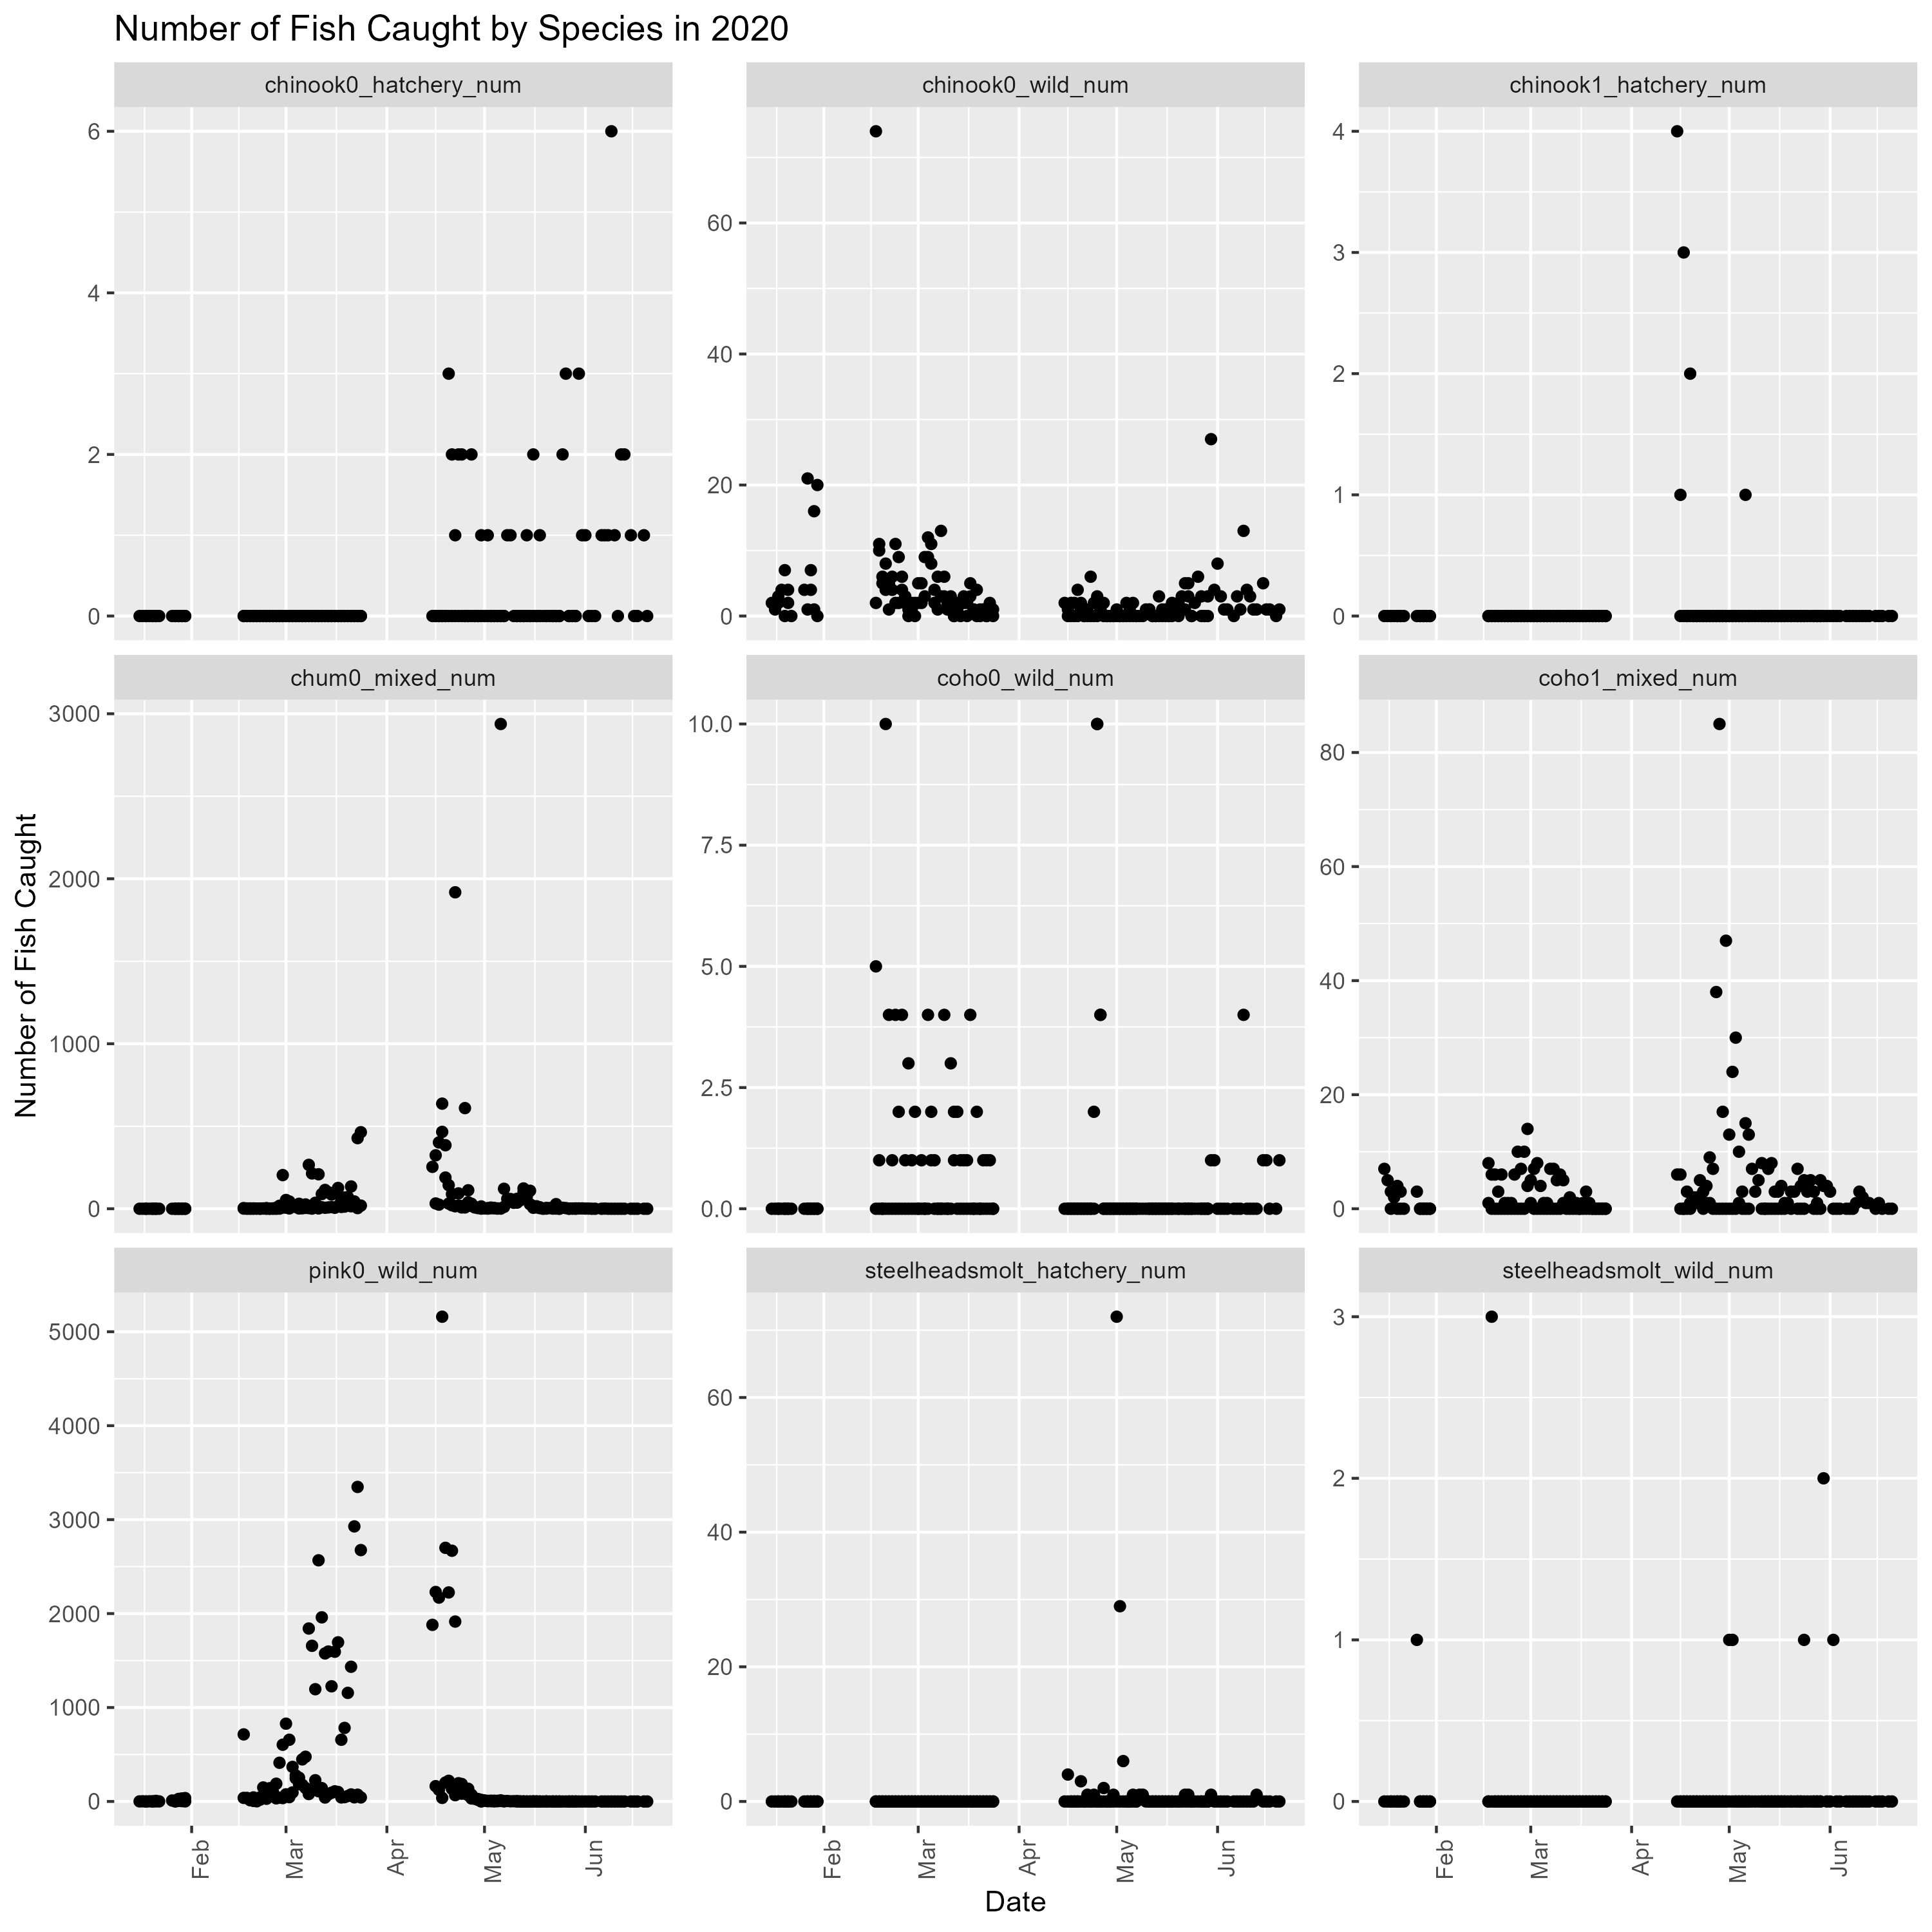 Number of Fish Caught by Species in 2020
chinook0_hatchery_num
chinook0_wild_num
chinook1_hatchery_num
6
4
2
0
60
40
20
0
4
3
2
1
0
chum0_mixed_num
coho0_wild_num
coho1_mixed_num
3000
2000
1000
0
10.0
7.5
5.0
2.5
0.0
80
60
40
20
0
Number of Fish Caught
pink0_wild_num
steelheadsmolt_hatchery_num
steelheadsmolt_wild_num
5000
4000
3000
2000
1000
0
60
40
20
0
3
2
1
0
Feb
Mar
Apr
May
Jun
Feb
Mar
Apr
May
Jun
Feb
Mar
Apr
May
Jun
Date